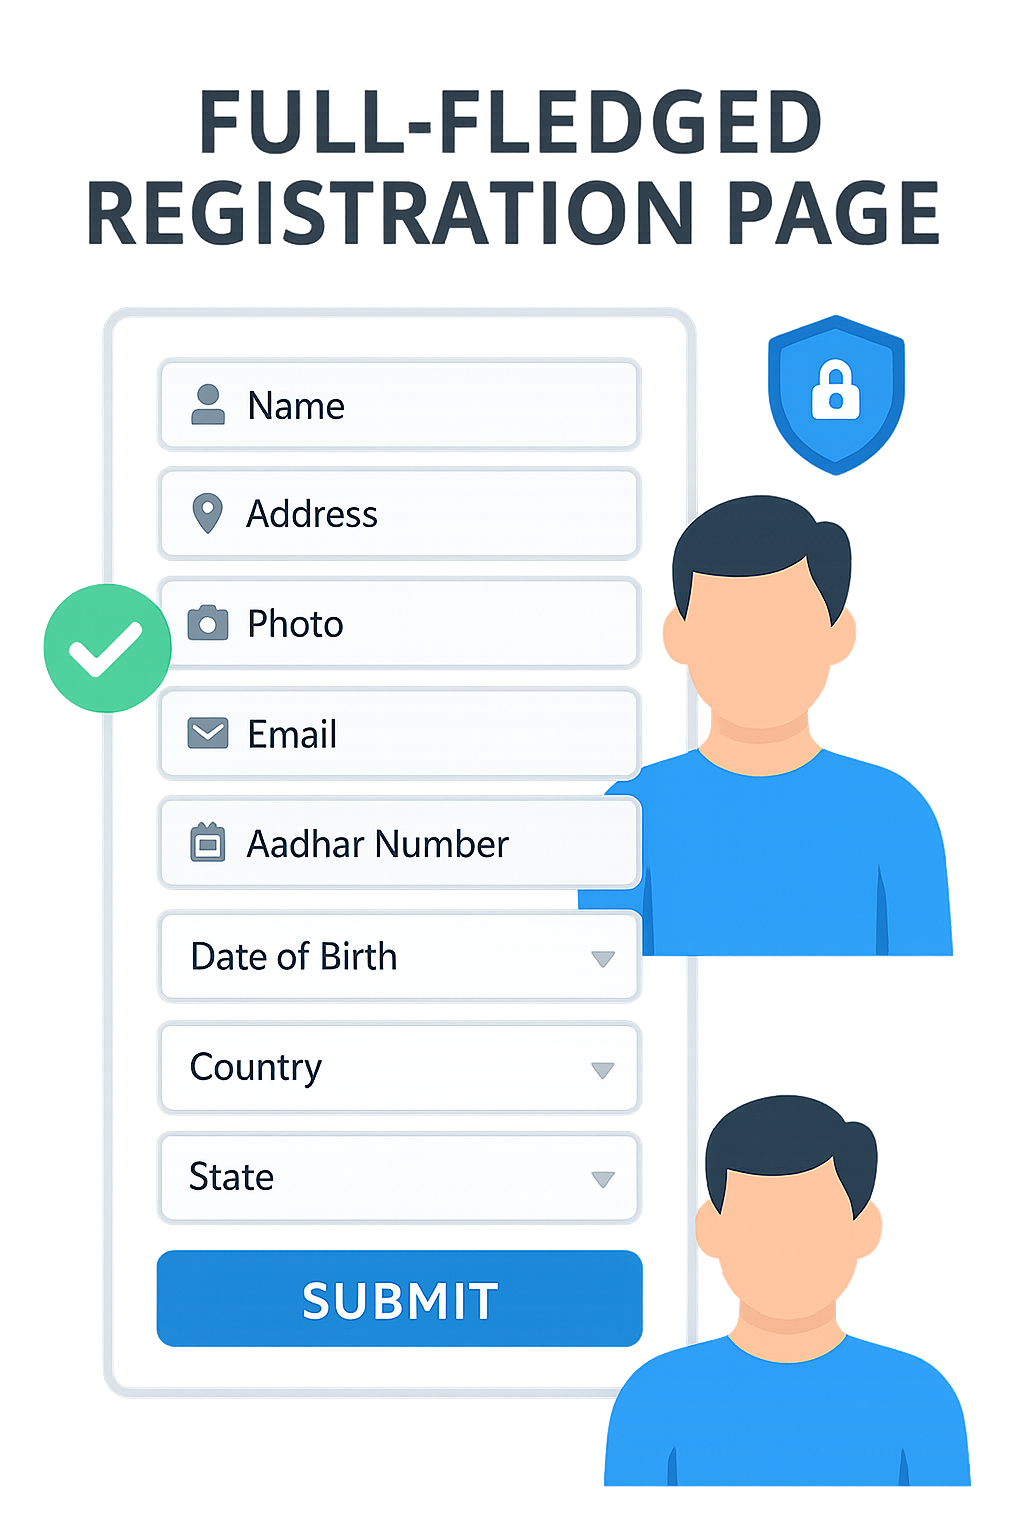 FULL-FLEDGED
REGISTRATION PAGE
Name
Address
Photo
Email
Aadhar Number
Date of Birth
Country
State
SUBMIT